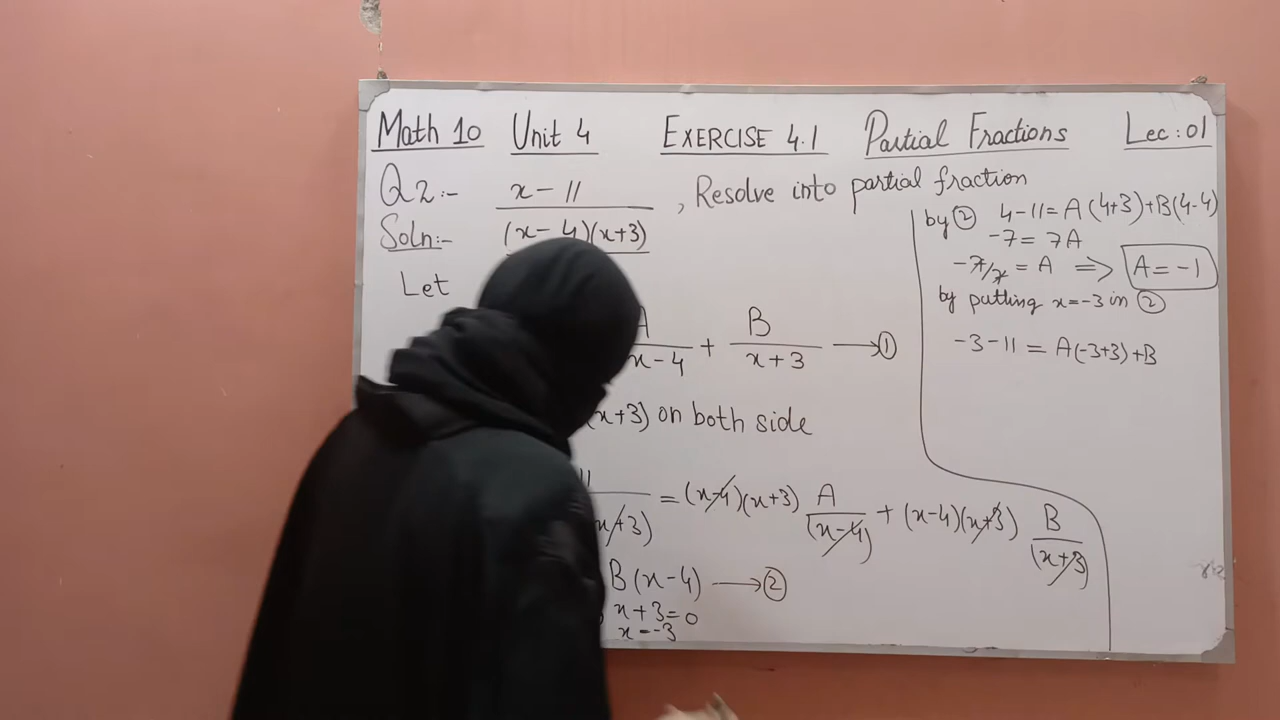 Math 10 Unit 4 EXERCISE 4.1 Partial Fractions Lec:01
Q2:- x-11 / (x-4)(x+3) , Resolve into partial fraction
Soln:-
Let
A / x-4 + B / x+3 → ①
(x+3) on both side
x+3) = (x-4)(x+3) A / (x-4) + (x-4)(x+3) B / (x+3)
B(x-4) → ②
x+3=0
x=-3
by ② 4-11=A(4+3)+B(4-4)
-7=7A
-7/7=A ⇒ A=-1
by putting x=-3 in ②
-3-11=A(-3+3)+B